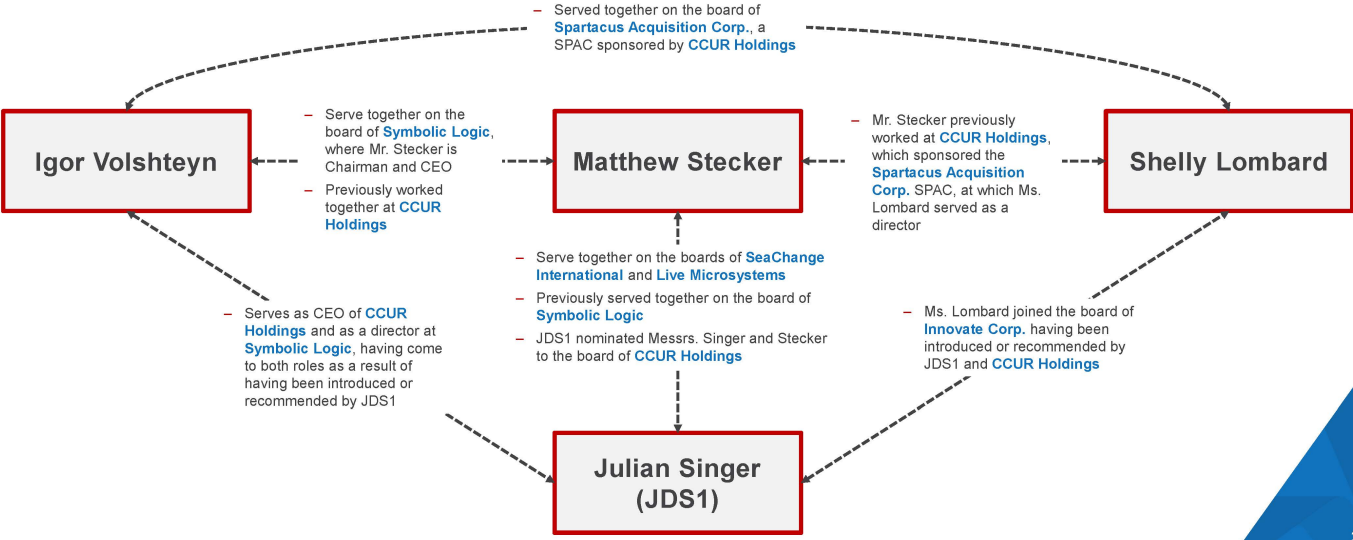 – Served together on the board of
Spartacus Acquisition Corp., a
SPAC sponsored by CCUR Holdings
Igor Volshteyn
– Serve together on the
board of Symbolic Logic,
where Mr. Stecker is
Chairman and CEO
– Previously worked
together at CCUR
Holdings
Matthew Stecker
– Mr. Stecker previously
worked at CCUR Holdings,
which sponsored the
Spartacus Acquisition
Corp. SPAC, at which Ms.
Lombard served as a
director
Shelly Lombard
– Serves as CEO of CCUR
Holdings and as a director at
Symbolic Logic, having come
to both roles as a result of
having been introduced or
recommended by JDS1
– Serve together on the boards of SeaChange
International and Live Microsystems
– Previously served together on the board of
Symbolic Logic
– JDS1 nominated Messrs. Singer and Stecker
to the board of CCUR Holdings
– Ms. Lombard joined the board of
Innovate Corp. having been
introduced or recommended by
JDS1 and CCUR Holdings
Julian Singer
(JDS1)